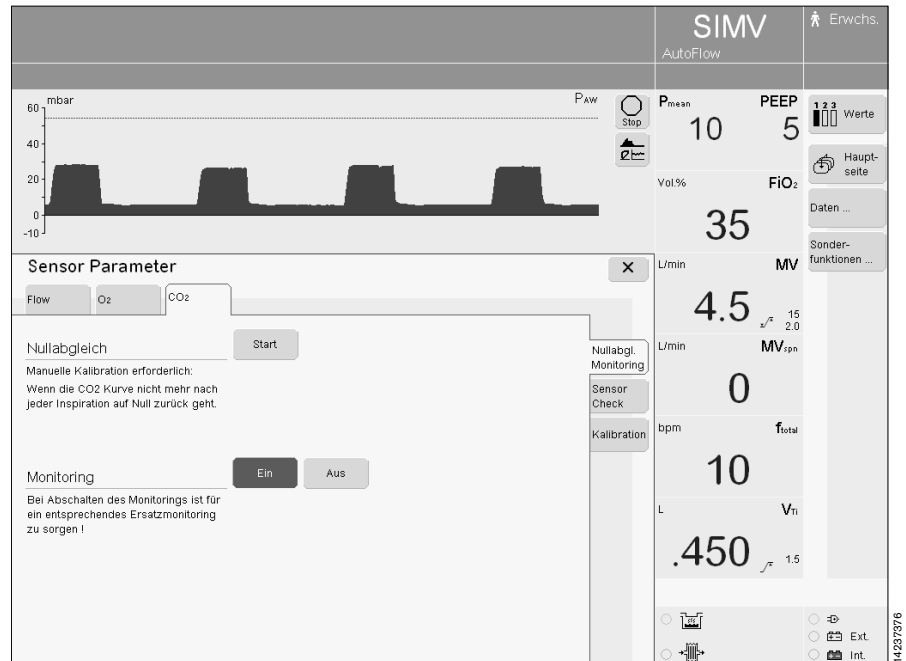 SIMV
AutoFlow
Erwchs.
mbar
PAW
60
40
20
0
-10
Stop
Pmean
PEEP
10
5
1 2 3
Werte
Haupt-
seite
Daten ...
Sonder-
funktionen ...
Vol.%
FiO2
35
L/min
MV
4.5
15
2.0
L/min
MVspn
0
bpm
ftotal
10
L
VTi
.450
1.5
Sensor Parameter
Flow
O2
CO2
Nullabgleich
Start
Manuelle Kalibration erforderlich:
Wenn die CO2 Kurve nicht mehr nach
jeder Inspiration auf Null zurück geht.
Nullabgl.
Monitoring
Sensor
Check
Kalibration
Monitoring
Ein
Aus
Bei Abschalten des Monitorings ist für
ein entsprechendes Ersatzmonitoring
zu sorgen !
Ext.
Int.
14237376